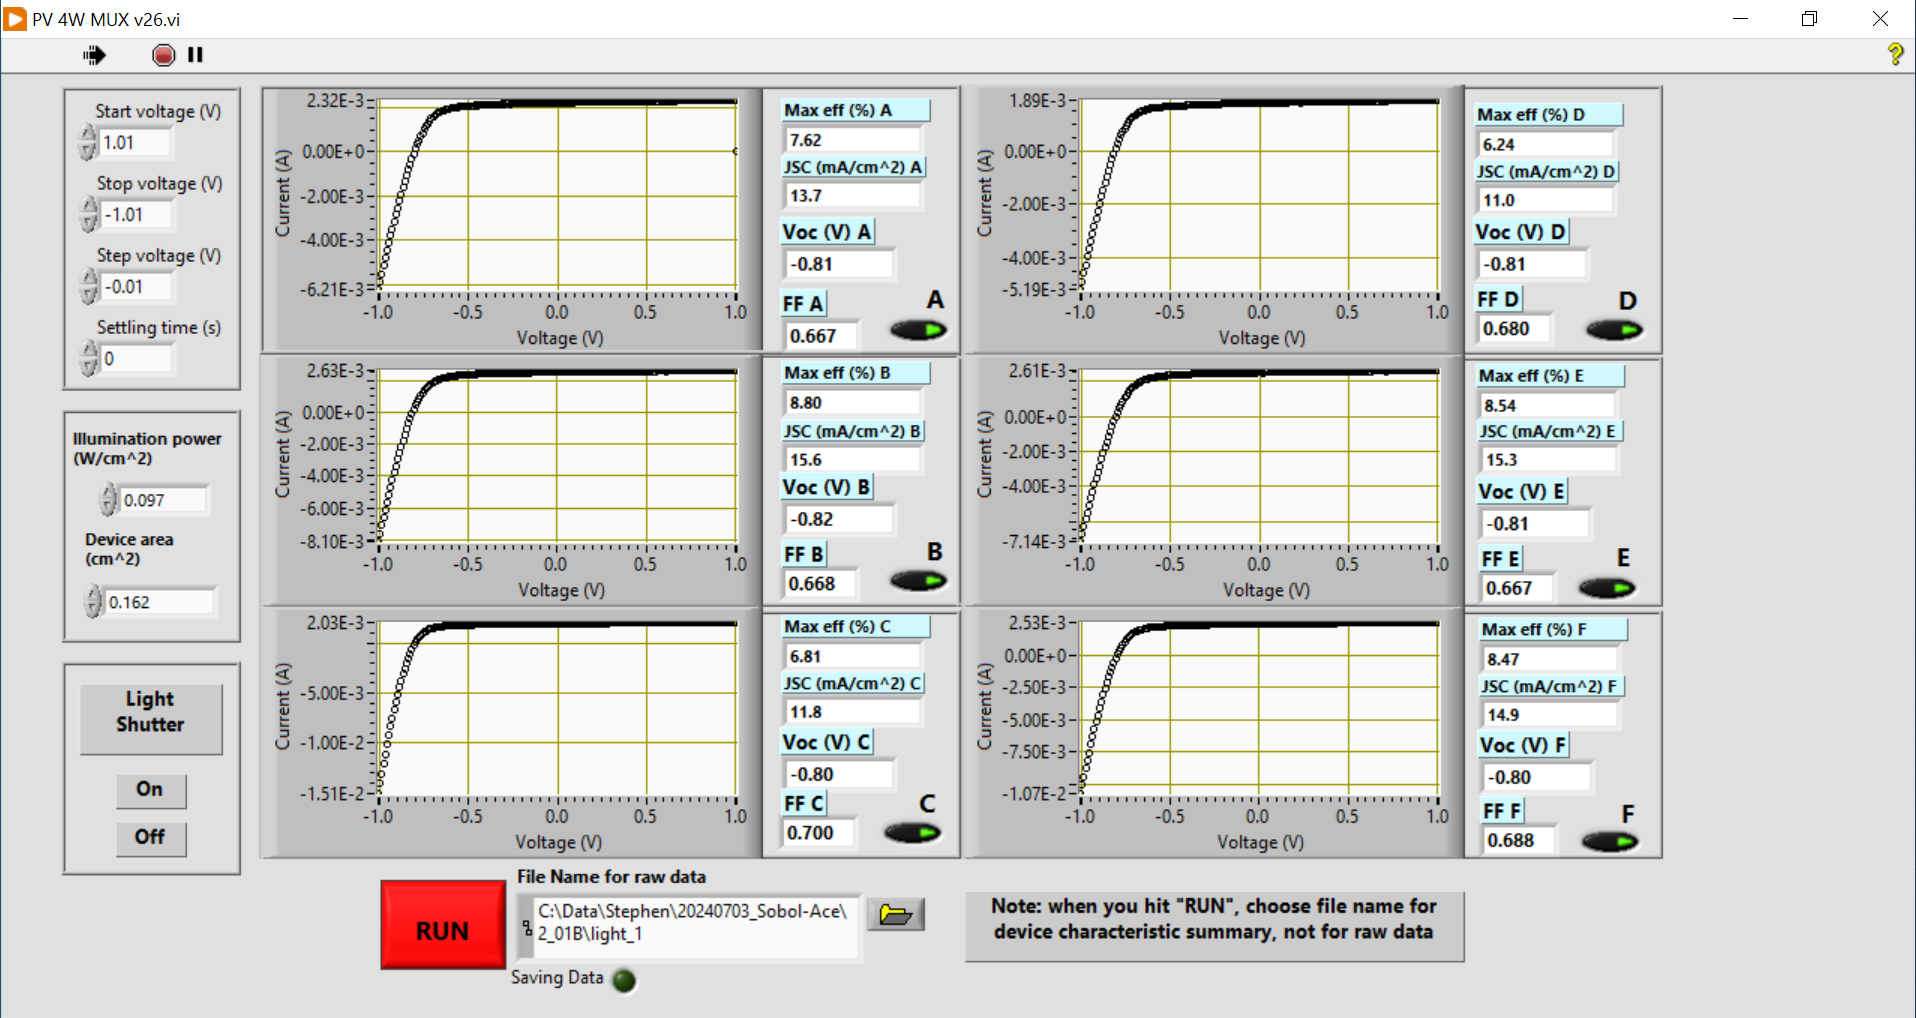 PV 4W MUX v26.vi
Start voltage (V)
1.01
Stop voltage (V)
-1.01
Step voltage (V)
-0.01
Settling time (s)
0
Illumination power
(W/cm^2)
0.097
Device area
(cm^2)
0.162
Light
Shutter
On
Off
Current (A)
2.32E-3
0.00E+0
-2.00E-3
-4.00E-3
-6.21E-3
-1.0 -0.5 0.0 0.5 1.0
Voltage (V)
Max eff (%) A
7.62
JSC (mA/cm^2) A
13.7
Voc (V) A
-0.81
FF A
0.667
A
Current (A)
1.89E-3
0.00E+0
-2.00E-3
-4.00E-3
-5.19E-3
-1.0 -0.5 0.0 0.5 1.0
Voltage (V)
Max eff (%) D
6.24
JSC (mA/cm^2) D
11.0
Voc (V) D
-0.81
FF D
0.680
D
Current (A)
2.63E-3
0.00E+0
-2.00E-3
-4.00E-3
-6.00E-3
-8.10E-3
-1.0 -0.5 0.0 0.5 1.0
Voltage (V)
Max eff (%) B
8.80
JSC (mA/cm^2) B
15.6
Voc (V) B
-0.82
FF B
0.668
B
Current (A)
2.61E-3
0.00E+0
-2.00E-3
-4.00E-3
-7.14E-3
-1.0 -0.5 0.0 0.5 1.0
Voltage (V)
Max eff (%) E
8.54
JSC (mA/cm^2) E
15.3
Voc (V) E
-0.81
FF E
0.667
E
Current (A)
2.03E-3
-5.00E-3
-1.00E-2
-1.51E-2
-1.0 -0.5 0.0 0.5 1.0
Voltage (V)
Max eff (%) C
6.81
JSC (mA/cm^2) C
11.8
Voc (V) C
-0.80
FF C
0.700
C
Current (A)
2.53E-3
0.00E+0
-2.50E-3
-5.00E-3
-7.50E-3
-1.07E-2
-1.0 -0.5 0.0 0.5 1.0
Voltage (V)
Max eff (%) F
8.47
JSC (mA/cm^2) F
14.9
Voc (V) F
-0.80
FF F
0.688
F
RUN
File Name for raw data
C:\Data\Stephen\20240703_Sobol-Ace\
2_01B\light_1
Saving Data
Note: when you hit "RUN", choose file name for
device characteristic summary, not for raw data